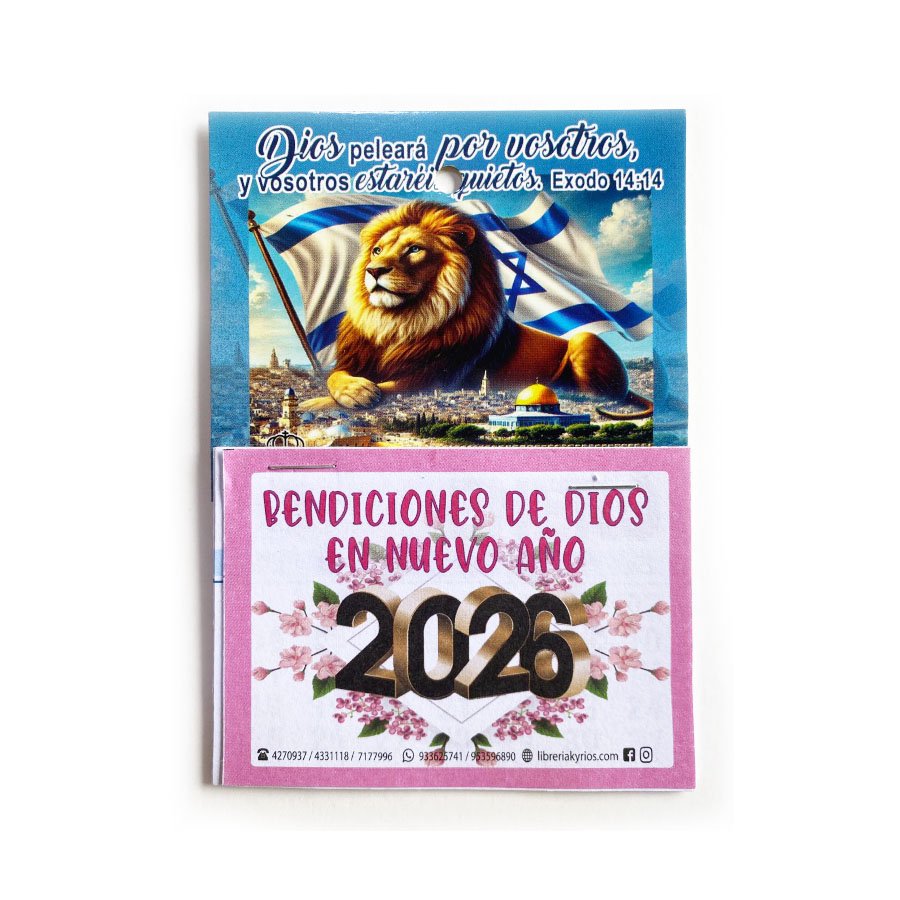 Dios peleará por vosotros,
y vosotros estaréis quietos. Exodo 14:14
BENDICIONES DE DIOS
EN NUEVO AÑO
2026
4270937 / 4331118 / 7177996 933625741 / 953596890 libreriakyrios.com